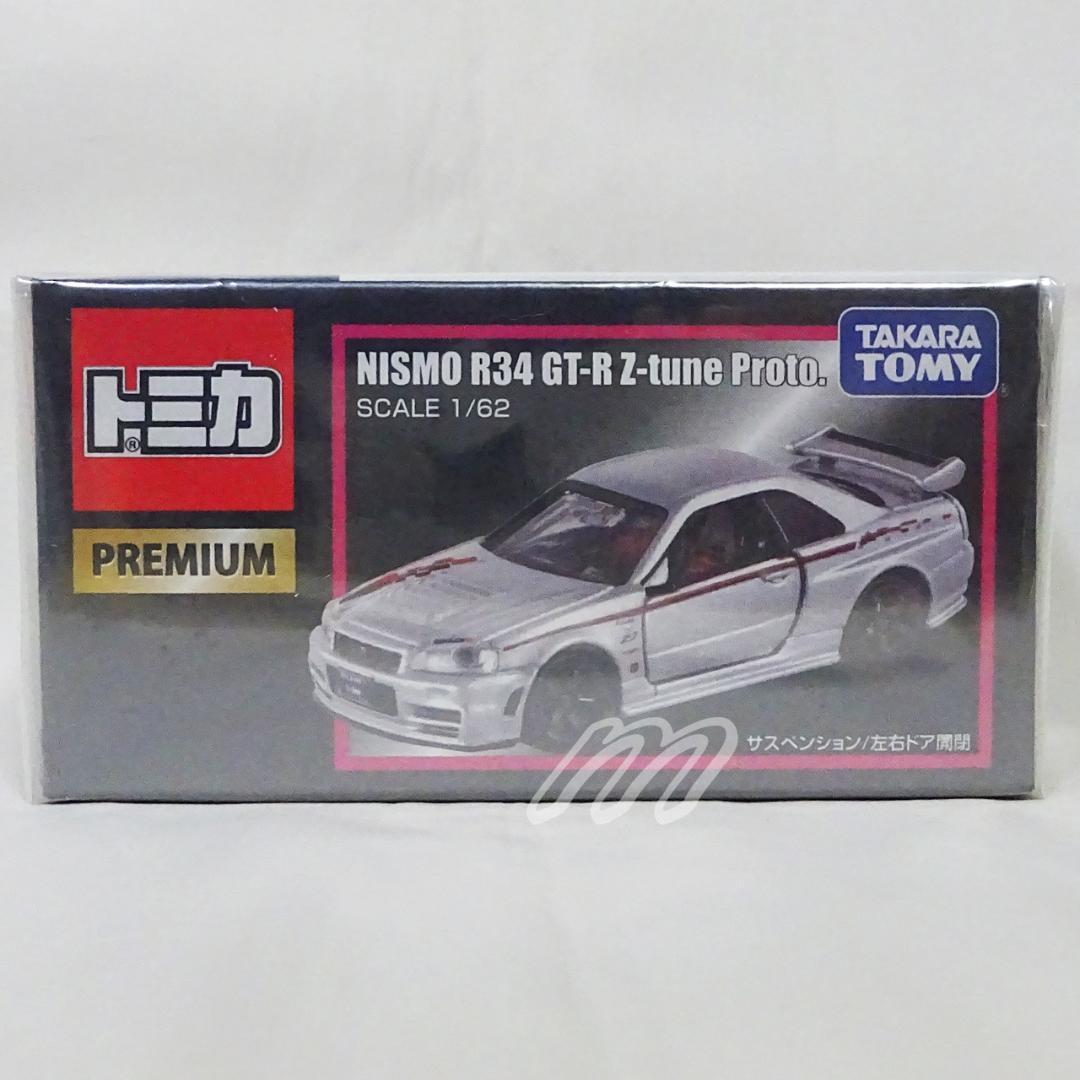 トミカ®
PREMIUM
NISMO R34 GT-R Z-tune Proto.
SCALE 1/62
TAKARA
TOMY®
サスペンション/左右ドア開閉
m